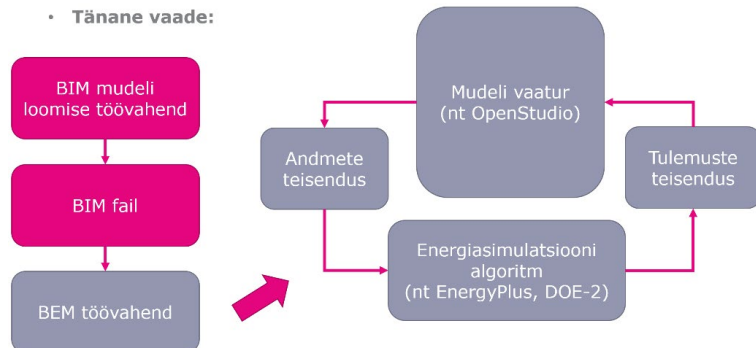 • Tänane vaade:
BIM mudeli
loomise töövahend
BIM fail
BEM töövahend
Mudeli vaatur
(nt OpenStudio)
Andmete
teisendus
Tulemuste
teisendus
Energiasimulatsiooni
algoritm
(nt EnergyPlus, DOE-2)